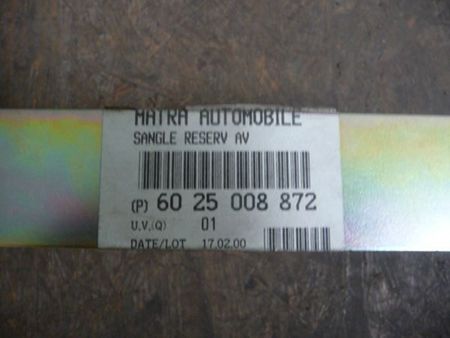 MATRA AUTOMOBILE
SANGLE RESERV AV
(P) 60 25 008 872
U.V.(Q) 01
DATE/LOT 17.02.00